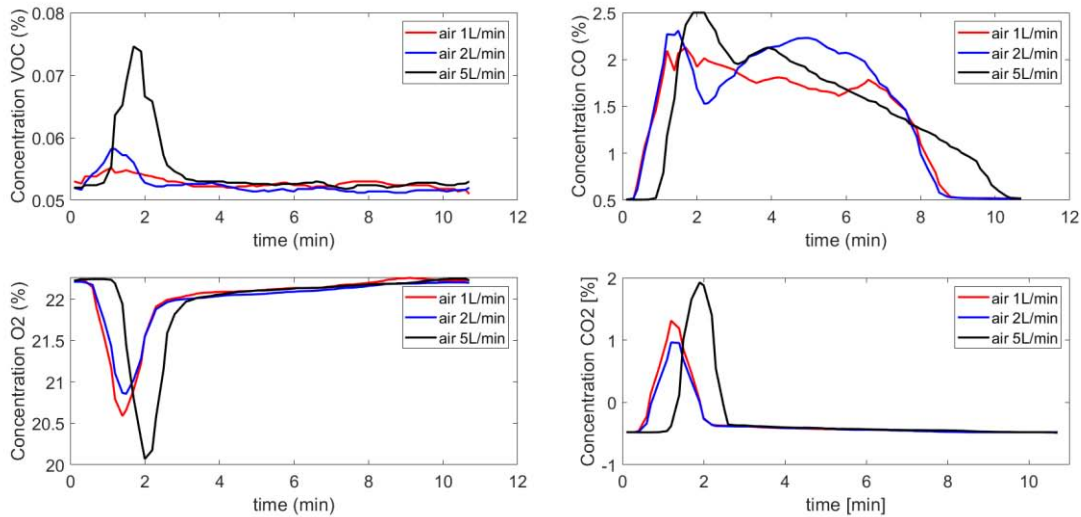 Concentration VOC (%)
0.08
0.07
0.06
0.05
0
2
4
6
8
10
12
time (min)
air 1L/min
air 2L/min
air 5L/min
Concentration CO (%)
2.5
2
1.5
1
0.5
0
2
4
6
8
10
12
time (min)
air 1L/min
air 2L/min
air 5L/min
Concentration O2 (%)
22
21.5
21
20.5
20
0
2
4
6
8
10
12
time (min)
air 1L/min
air 2L/min
air 5L/min
Concentration CO2 [%]
2
1
0
-1
0
2
4
6
8
10
time [min]
air 1L/min
air 2L/min
air 5L/min